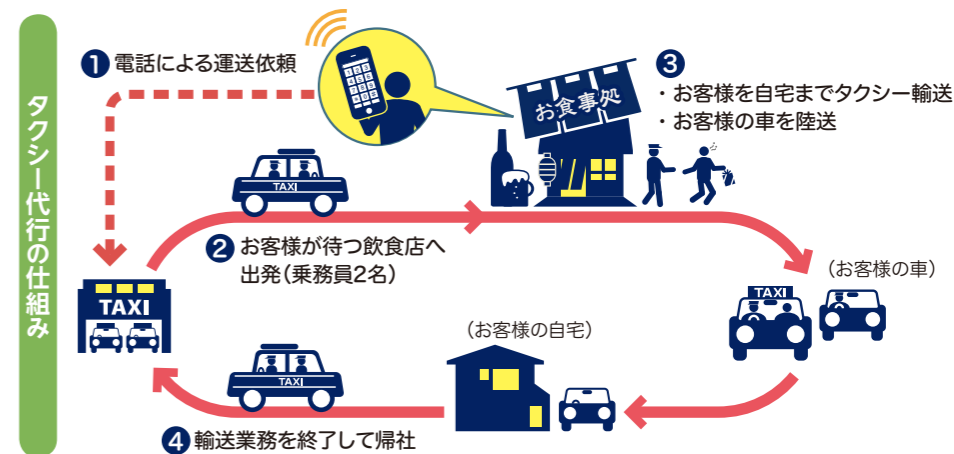 タクシー代行の仕組み
❶ 電話による運送依頼
お食事処
❸
・お客様を自宅までタクシー輸送
・お客様の車を陸送
TAXI
❷ お客様が待つ飲食店へ
出発（乗務員2名）
（お客様の車）
TAXI
TAXI
（お客様の自宅）
TAXI
❹ 輸送業務を終了して帰社